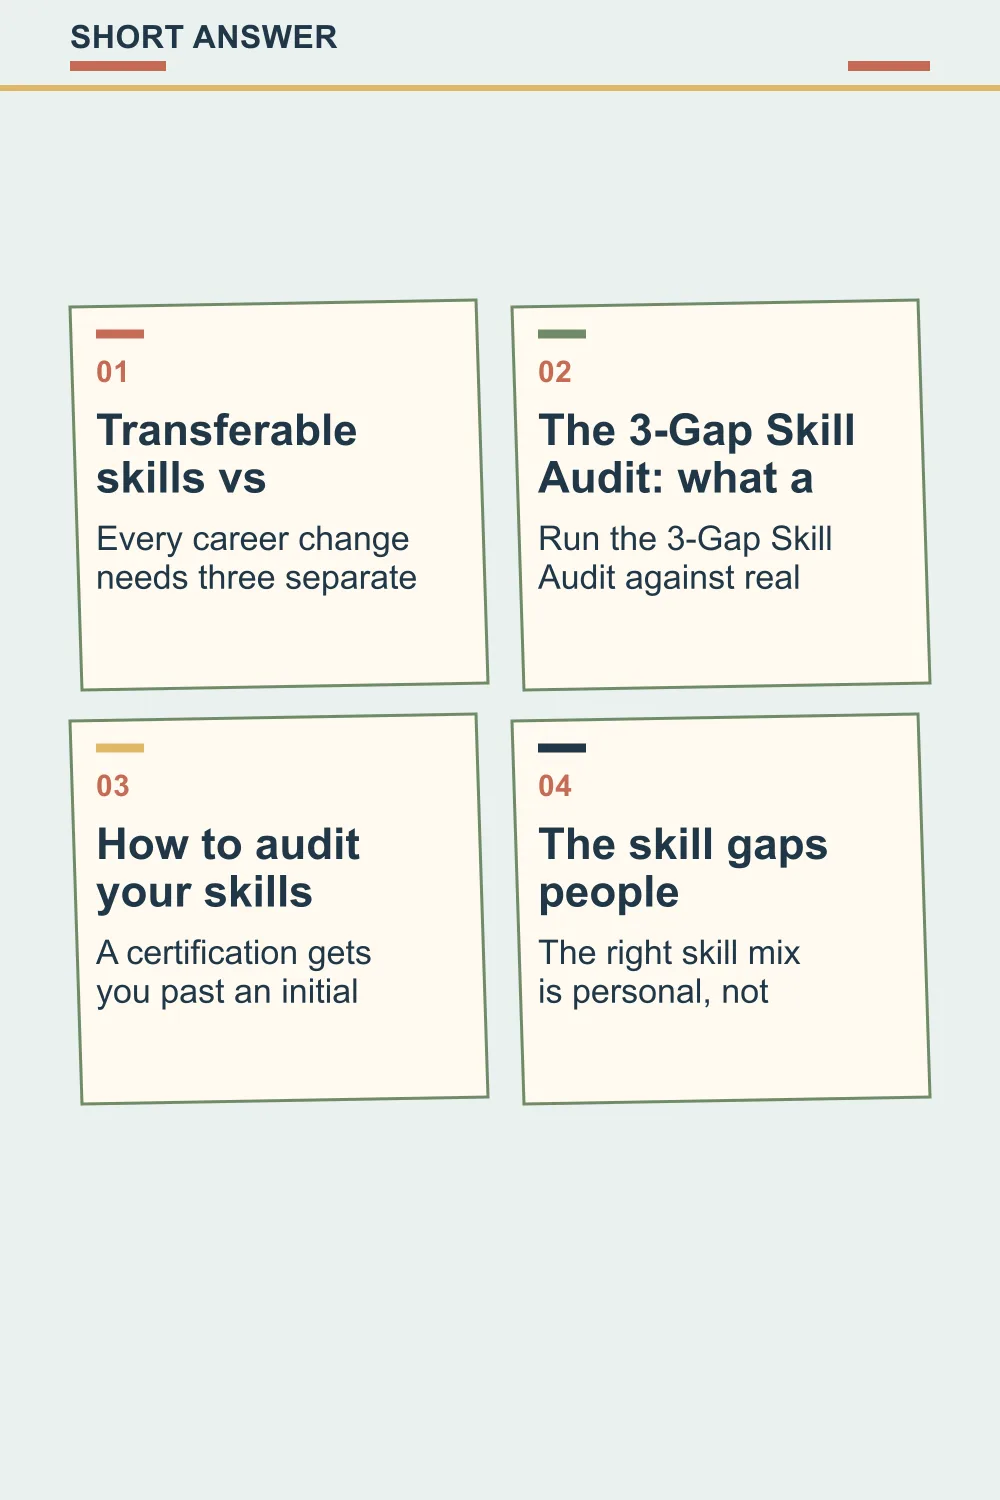 SHORT ANSWER
01
Transferable
skills vs
Every career change
needs three separate
02
The 3-Gap Skill
Audit: what a
Run the 3-Gap Skill
Audit against real
03
How to audit
your skills
A certification gets
you past an initial
04
The skill gaps
people
The right skill mix
is personal, not